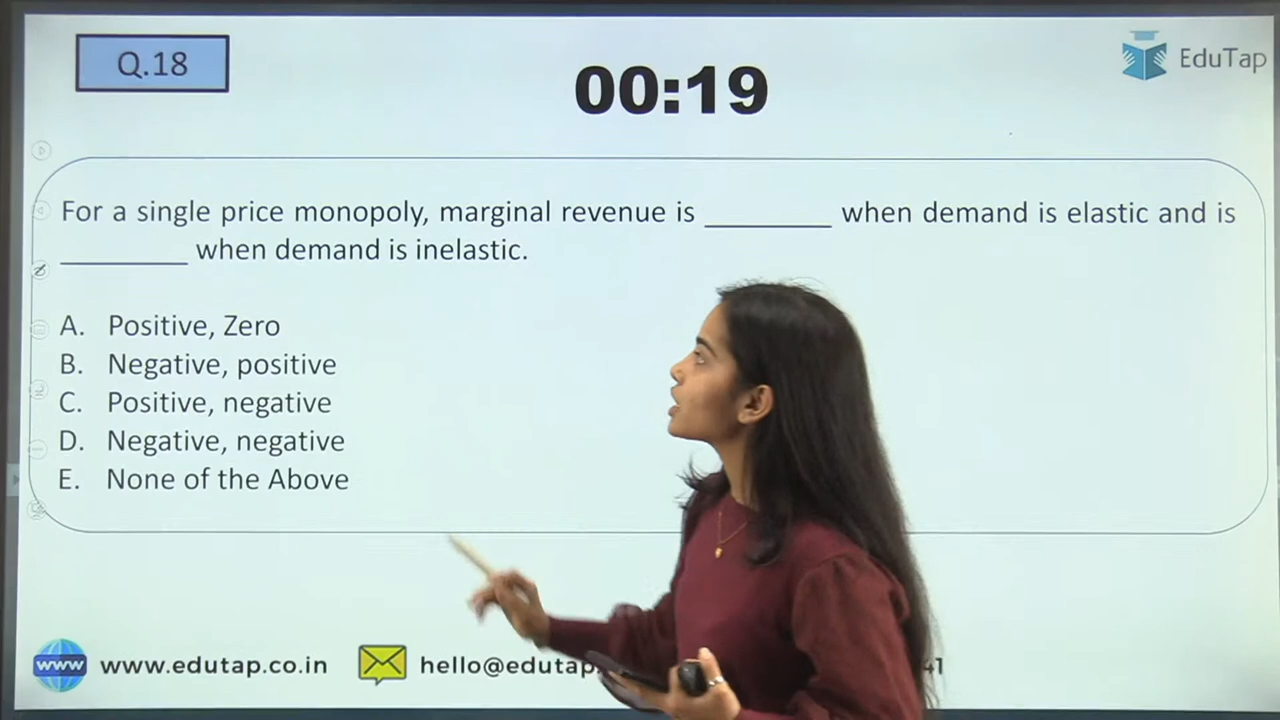 Q.18
00:19
EduTap
For a single price monopoly, marginal revenue is _________ when demand is elastic and is
_________ when demand is inelastic.
A. Positive, Zero
B. Negative, positive
C. Positive, negative
D. Negative, negative
E. None of the Above
www www.edutap.co.in hello@edutap. 41